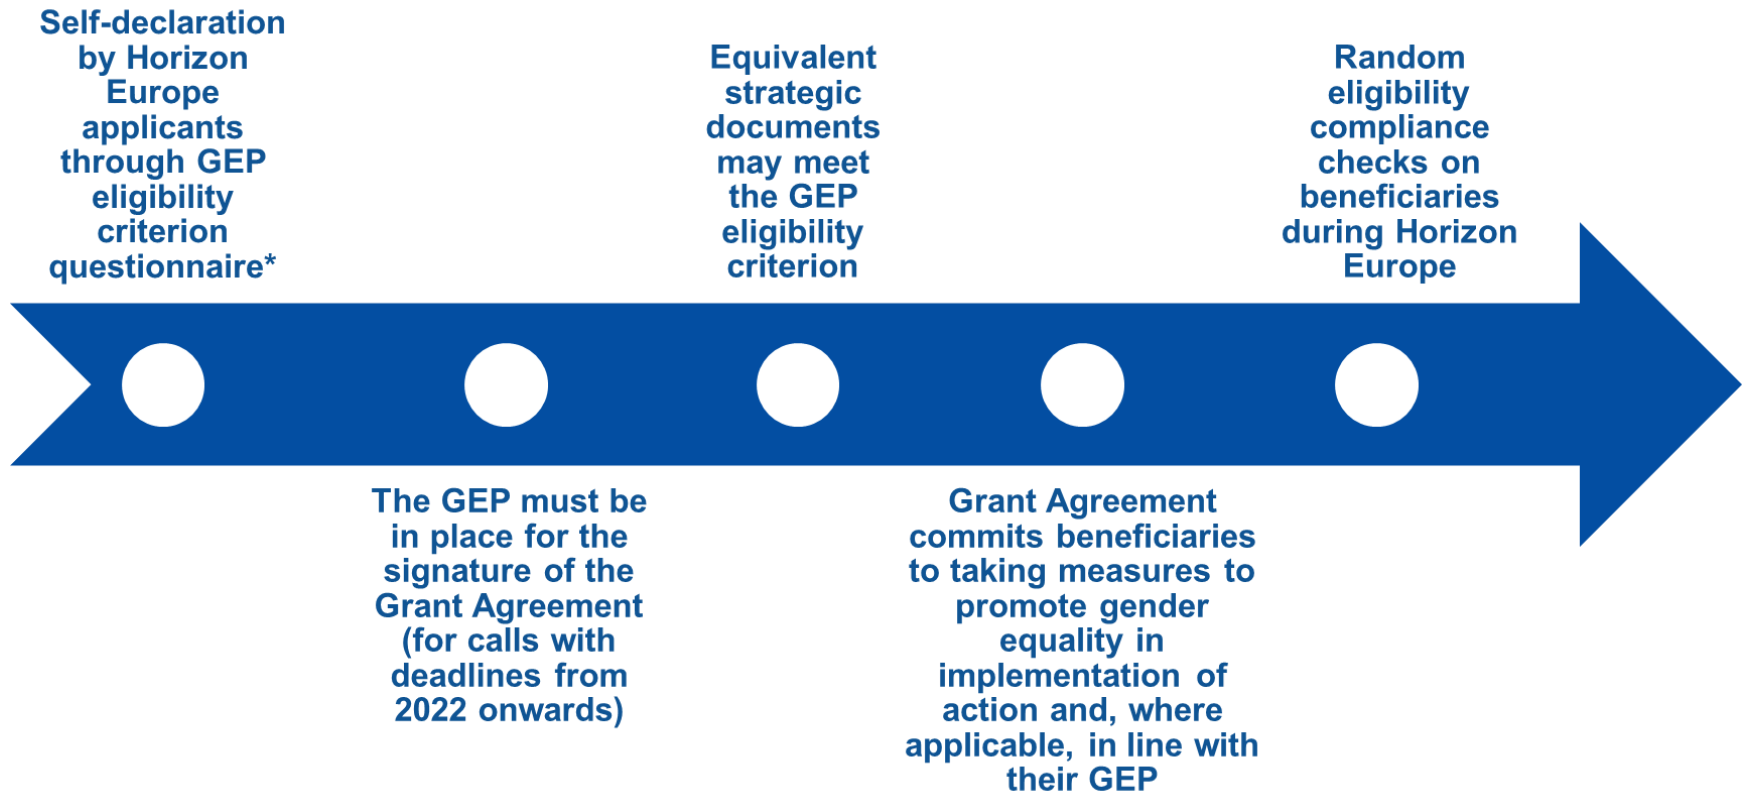 Self-declaration
by Horizon
Europe
applicants
through GEP
eligibility
criterion
questionnaire*
The GEP must be
in place for the
signature of the
Grant Agreement
(for calls with
deadlines from
2022 onwards)
Equivalent
strategic
documents
may meet
the GEP
eligibility
criterion
Grant Agreement
commits beneficiaries
to taking measures to
promote gender
equality in
implementation of
action and, where
applicable, in line with
their GEP
Random
eligibility
compliance
checks on
beneficiaries
during Horizon
Europe